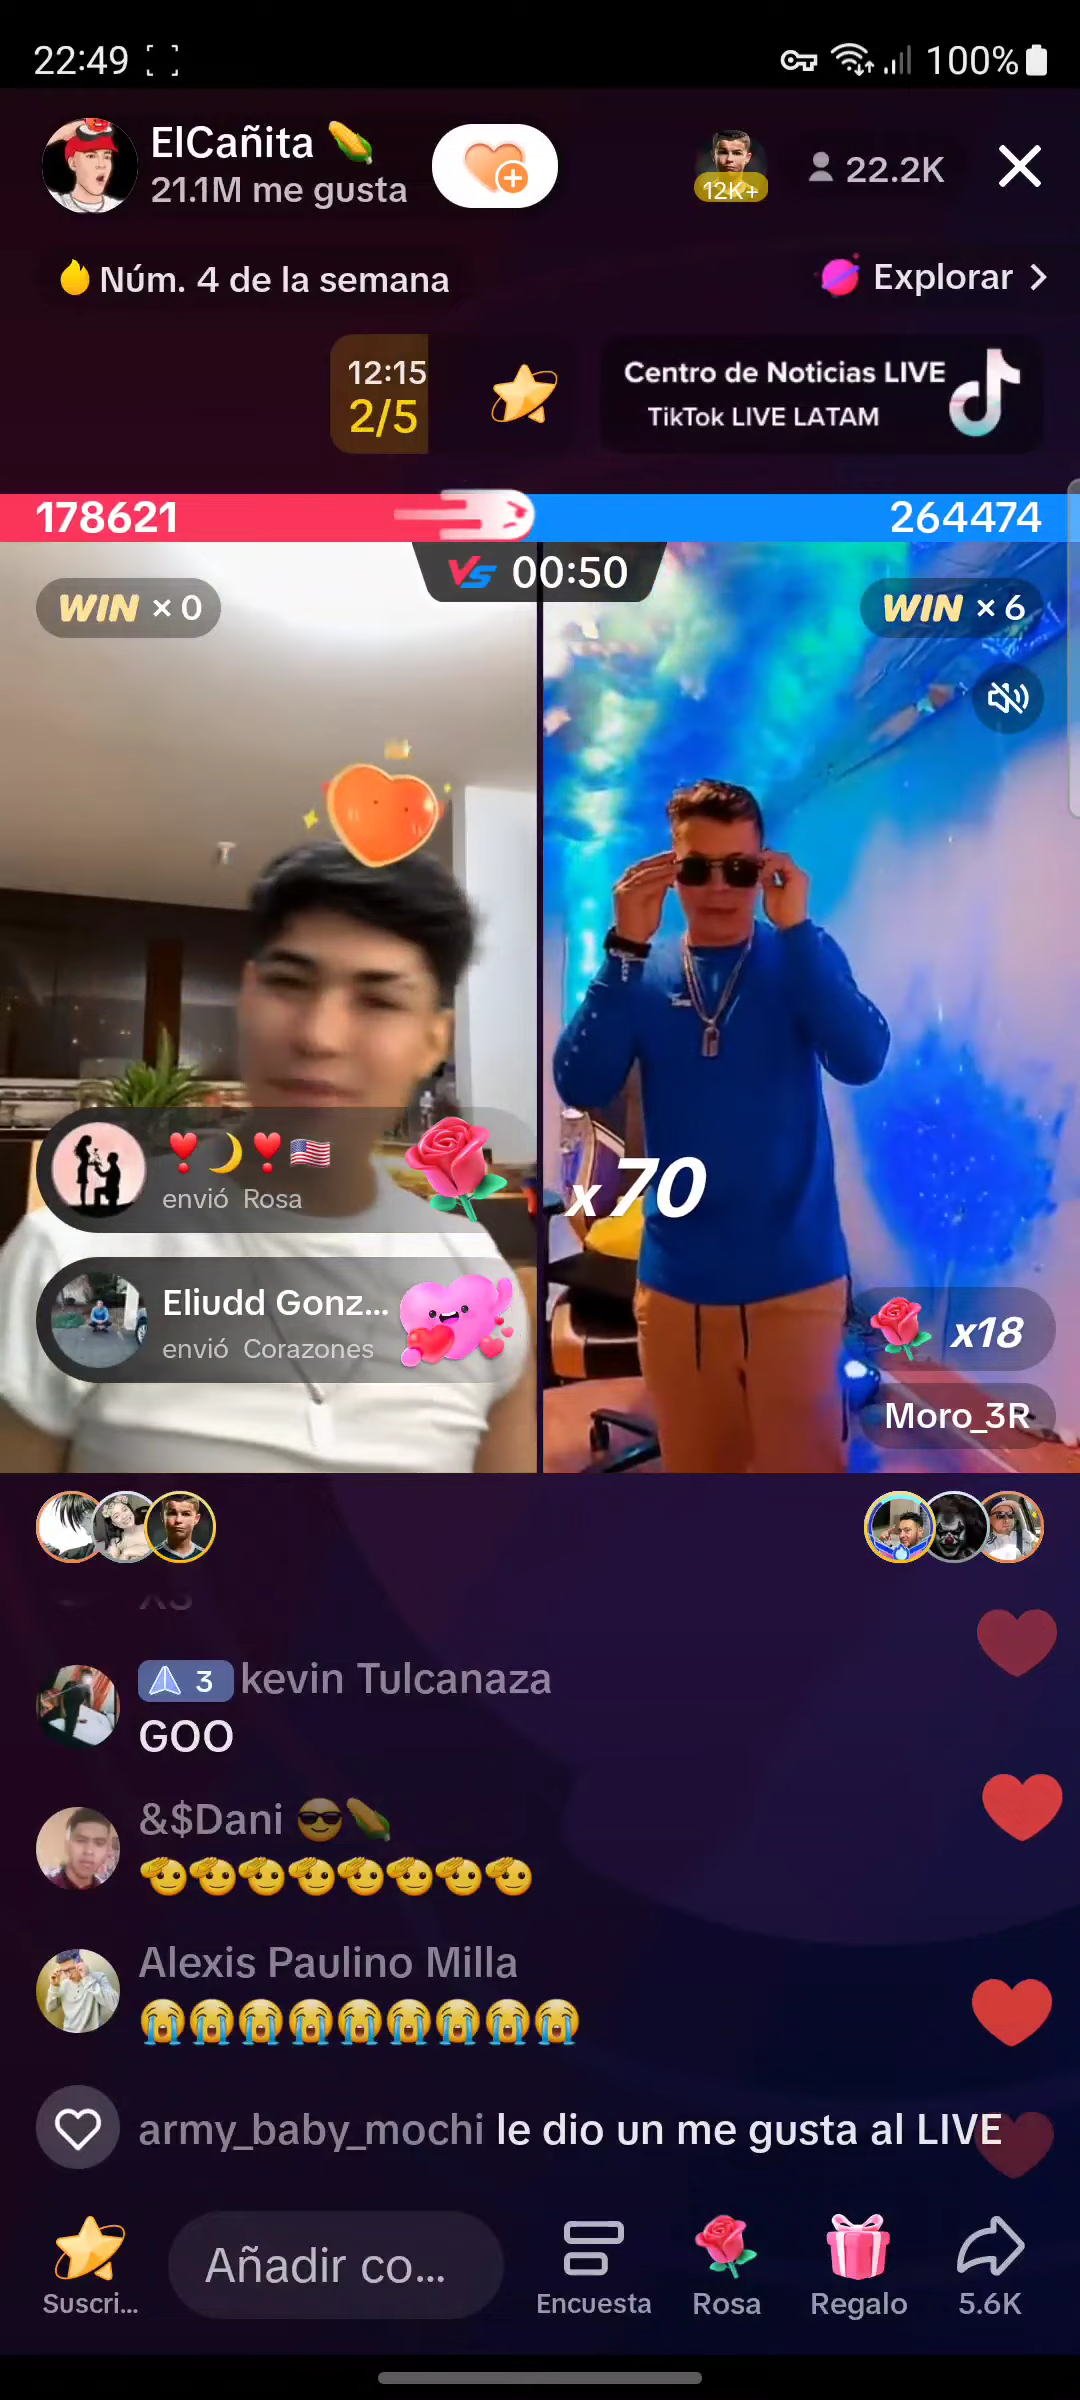 22:49
100%
ElCañita 🌽
21.1M me gusta
12K+
22.2K
Núm. 4 de la semana
Explorar >
12:15
2/5
Centro de Noticias LIVE
TikTok LIVE LATAM
178621
264474
VS 00:50
WIN × 0
WIN × 6
❣️🌙❣️🇺🇸
envió Rosa
x70
Eliudd Gonz...
envió Corazones
x18
Moro_3R
3 kevin Tulcanaza
GOO
&$Dani 😎🌽
🫡🫡🫡🫡🫡🫡🫡🫡
Alexis Paulino Milla
😭😭😭😭😭😭😭😭😭
army_baby_mochi le dio un me gusta al LIVE
Suscri...
Añadir co...
Encuesta
Rosa
Regalo
5.6K